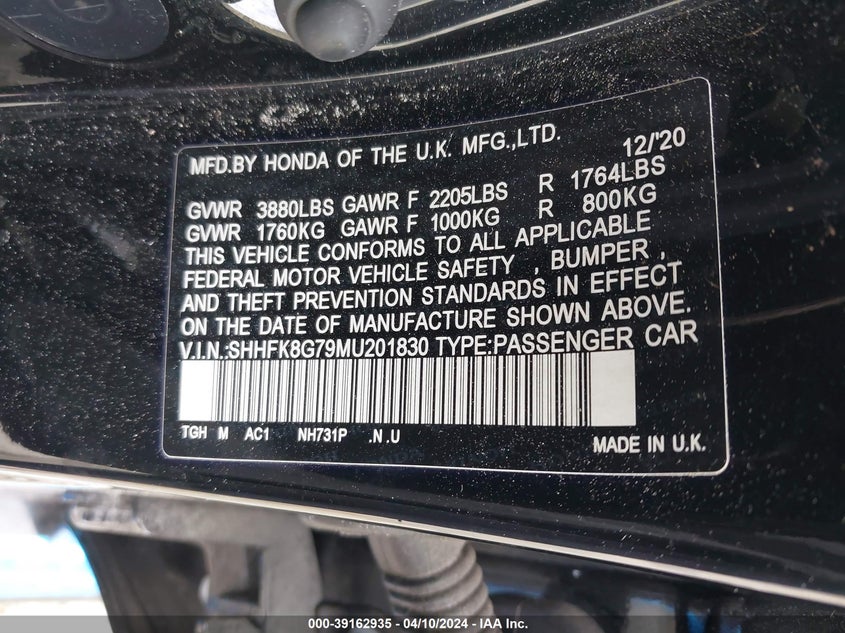 MFD.BY HONDA OF THE U.K. MFG.,LTD. 12/'20
GVWR 3880LBS GAWR F 2205LBS R 1764LBS
GVWR 1760KG GAWR F 1000KG R 800KG
THIS VEHICLE CONFORMS TO ALL APPLICABLE
FEDERAL MOTOR VEHICLE SAFETY , BUMPER ,
AND THEFT PREVENTION STANDARDS IN EFFECT
ON THE DATE OF MANUFACTURE SHOWN ABOVE.
V.I.N.:SHHFK8G79MU201830 TYPE:PASSENGER CAR
TGH M AC1 NH731P .N.U
MADE IN U.K.
000-39162935 - 04/10/2024 - IAA Inc.